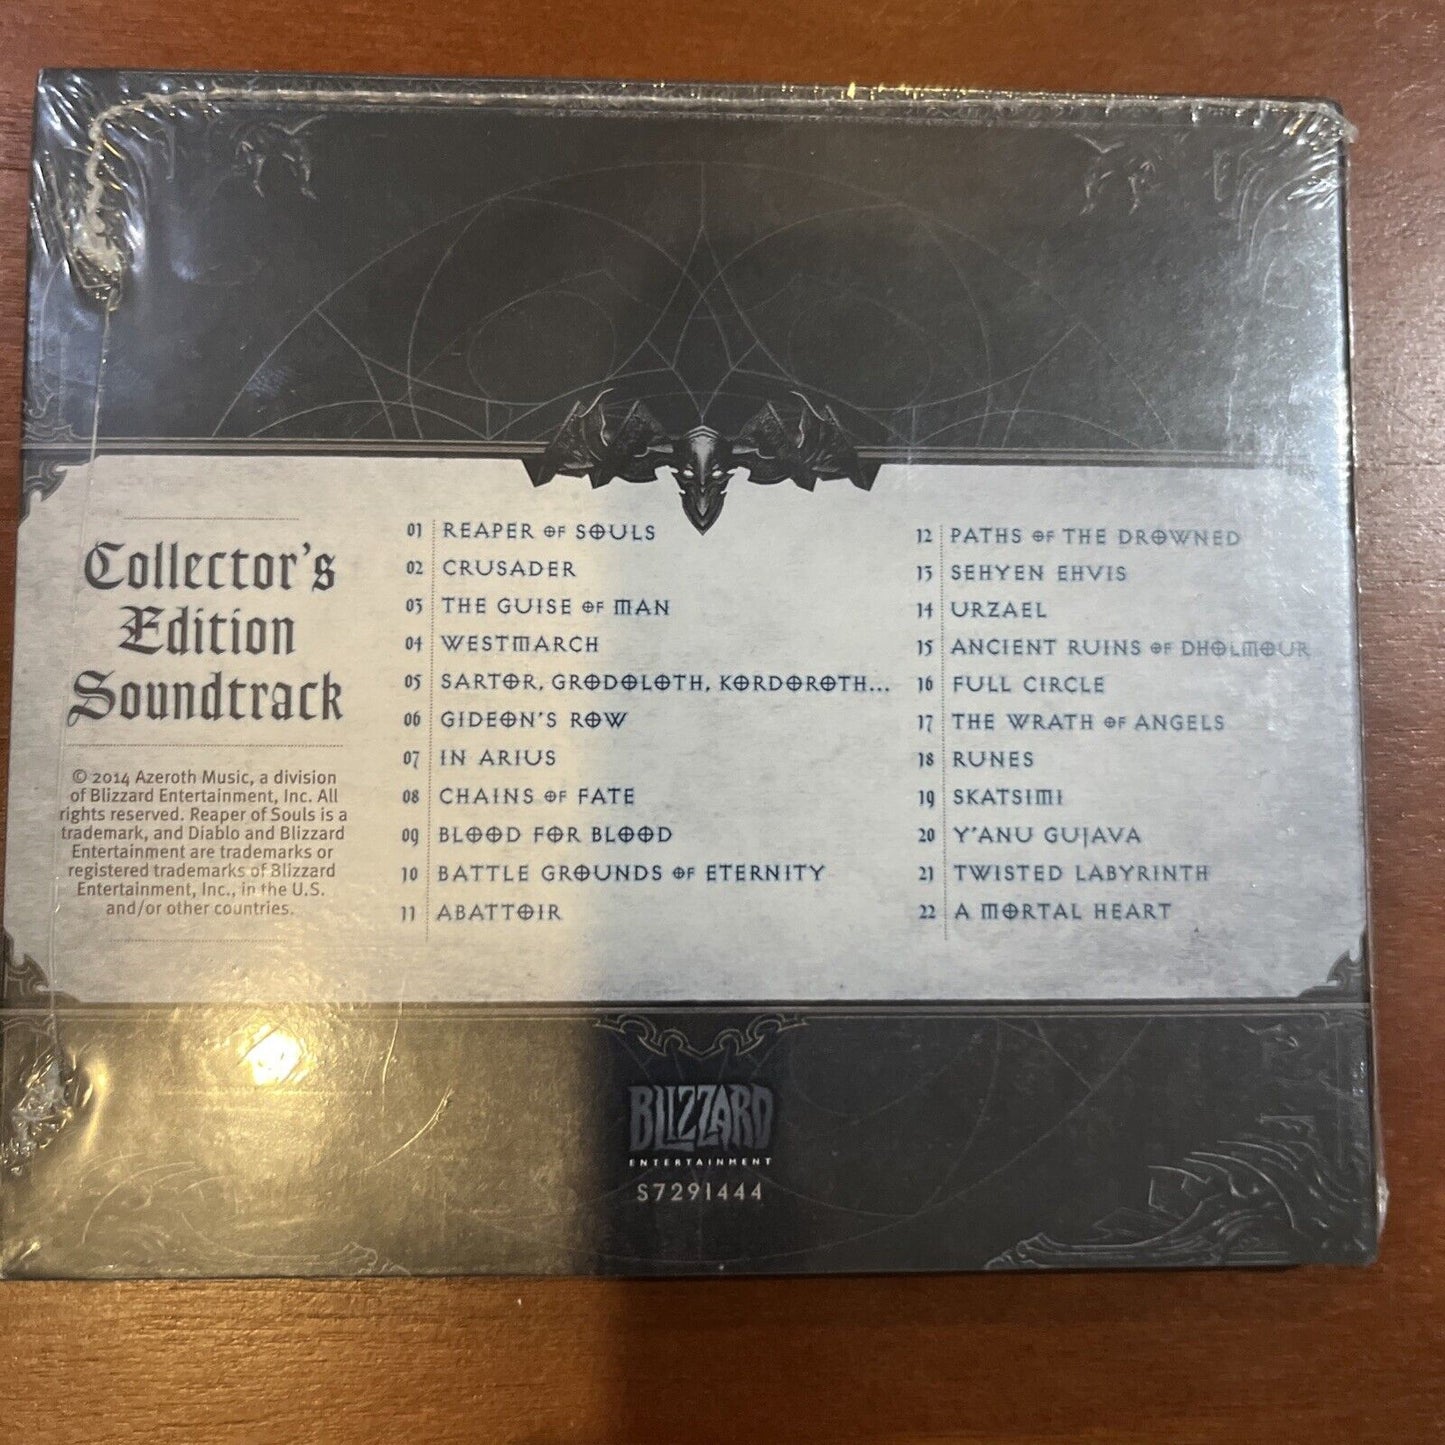 Collector's
Edition
Soundtrack
© 2014 Azeroth Music, a division
of Blizzard Entertainment, Inc. All
rights reserved. Reaper of Souls is a
trademark, and Diablo and Blizzard
Entertainment are trademarks or
registered trademarks of Blizzard
Entertainment, Inc., in the U.S.
and/or other countries.
01 REAPER OF SOULS
02 CRUSADER
03 THE GUISE OF MAN
04 WESTMARCH
05 SARTOR, GRODOLOTH, KORDOROTH...
06 GIDEON'S ROW
07 IN ARIUS
08 CHAINS OF FATE
09 BLOOD FOR BLOOD
10 BATTLE GROUNDS OF ETERNITY
11 ABATTOIR
12 PATHS OF THE DROWNED
13 SEHYEN EHVIS
14 URZAEL
15 ANCIENT RUINS OF DHOLMOUR
16 FULL CIRCLE
17 THE WRATH OF ANGELS
18 RUNES
19 SKATSIMI
20 Y'ANU GUJAVA
21 TWISTED LABYRINTH
22 A MORTAL HEART
BLIZZARD
ENTERTAINMENT
S7291444